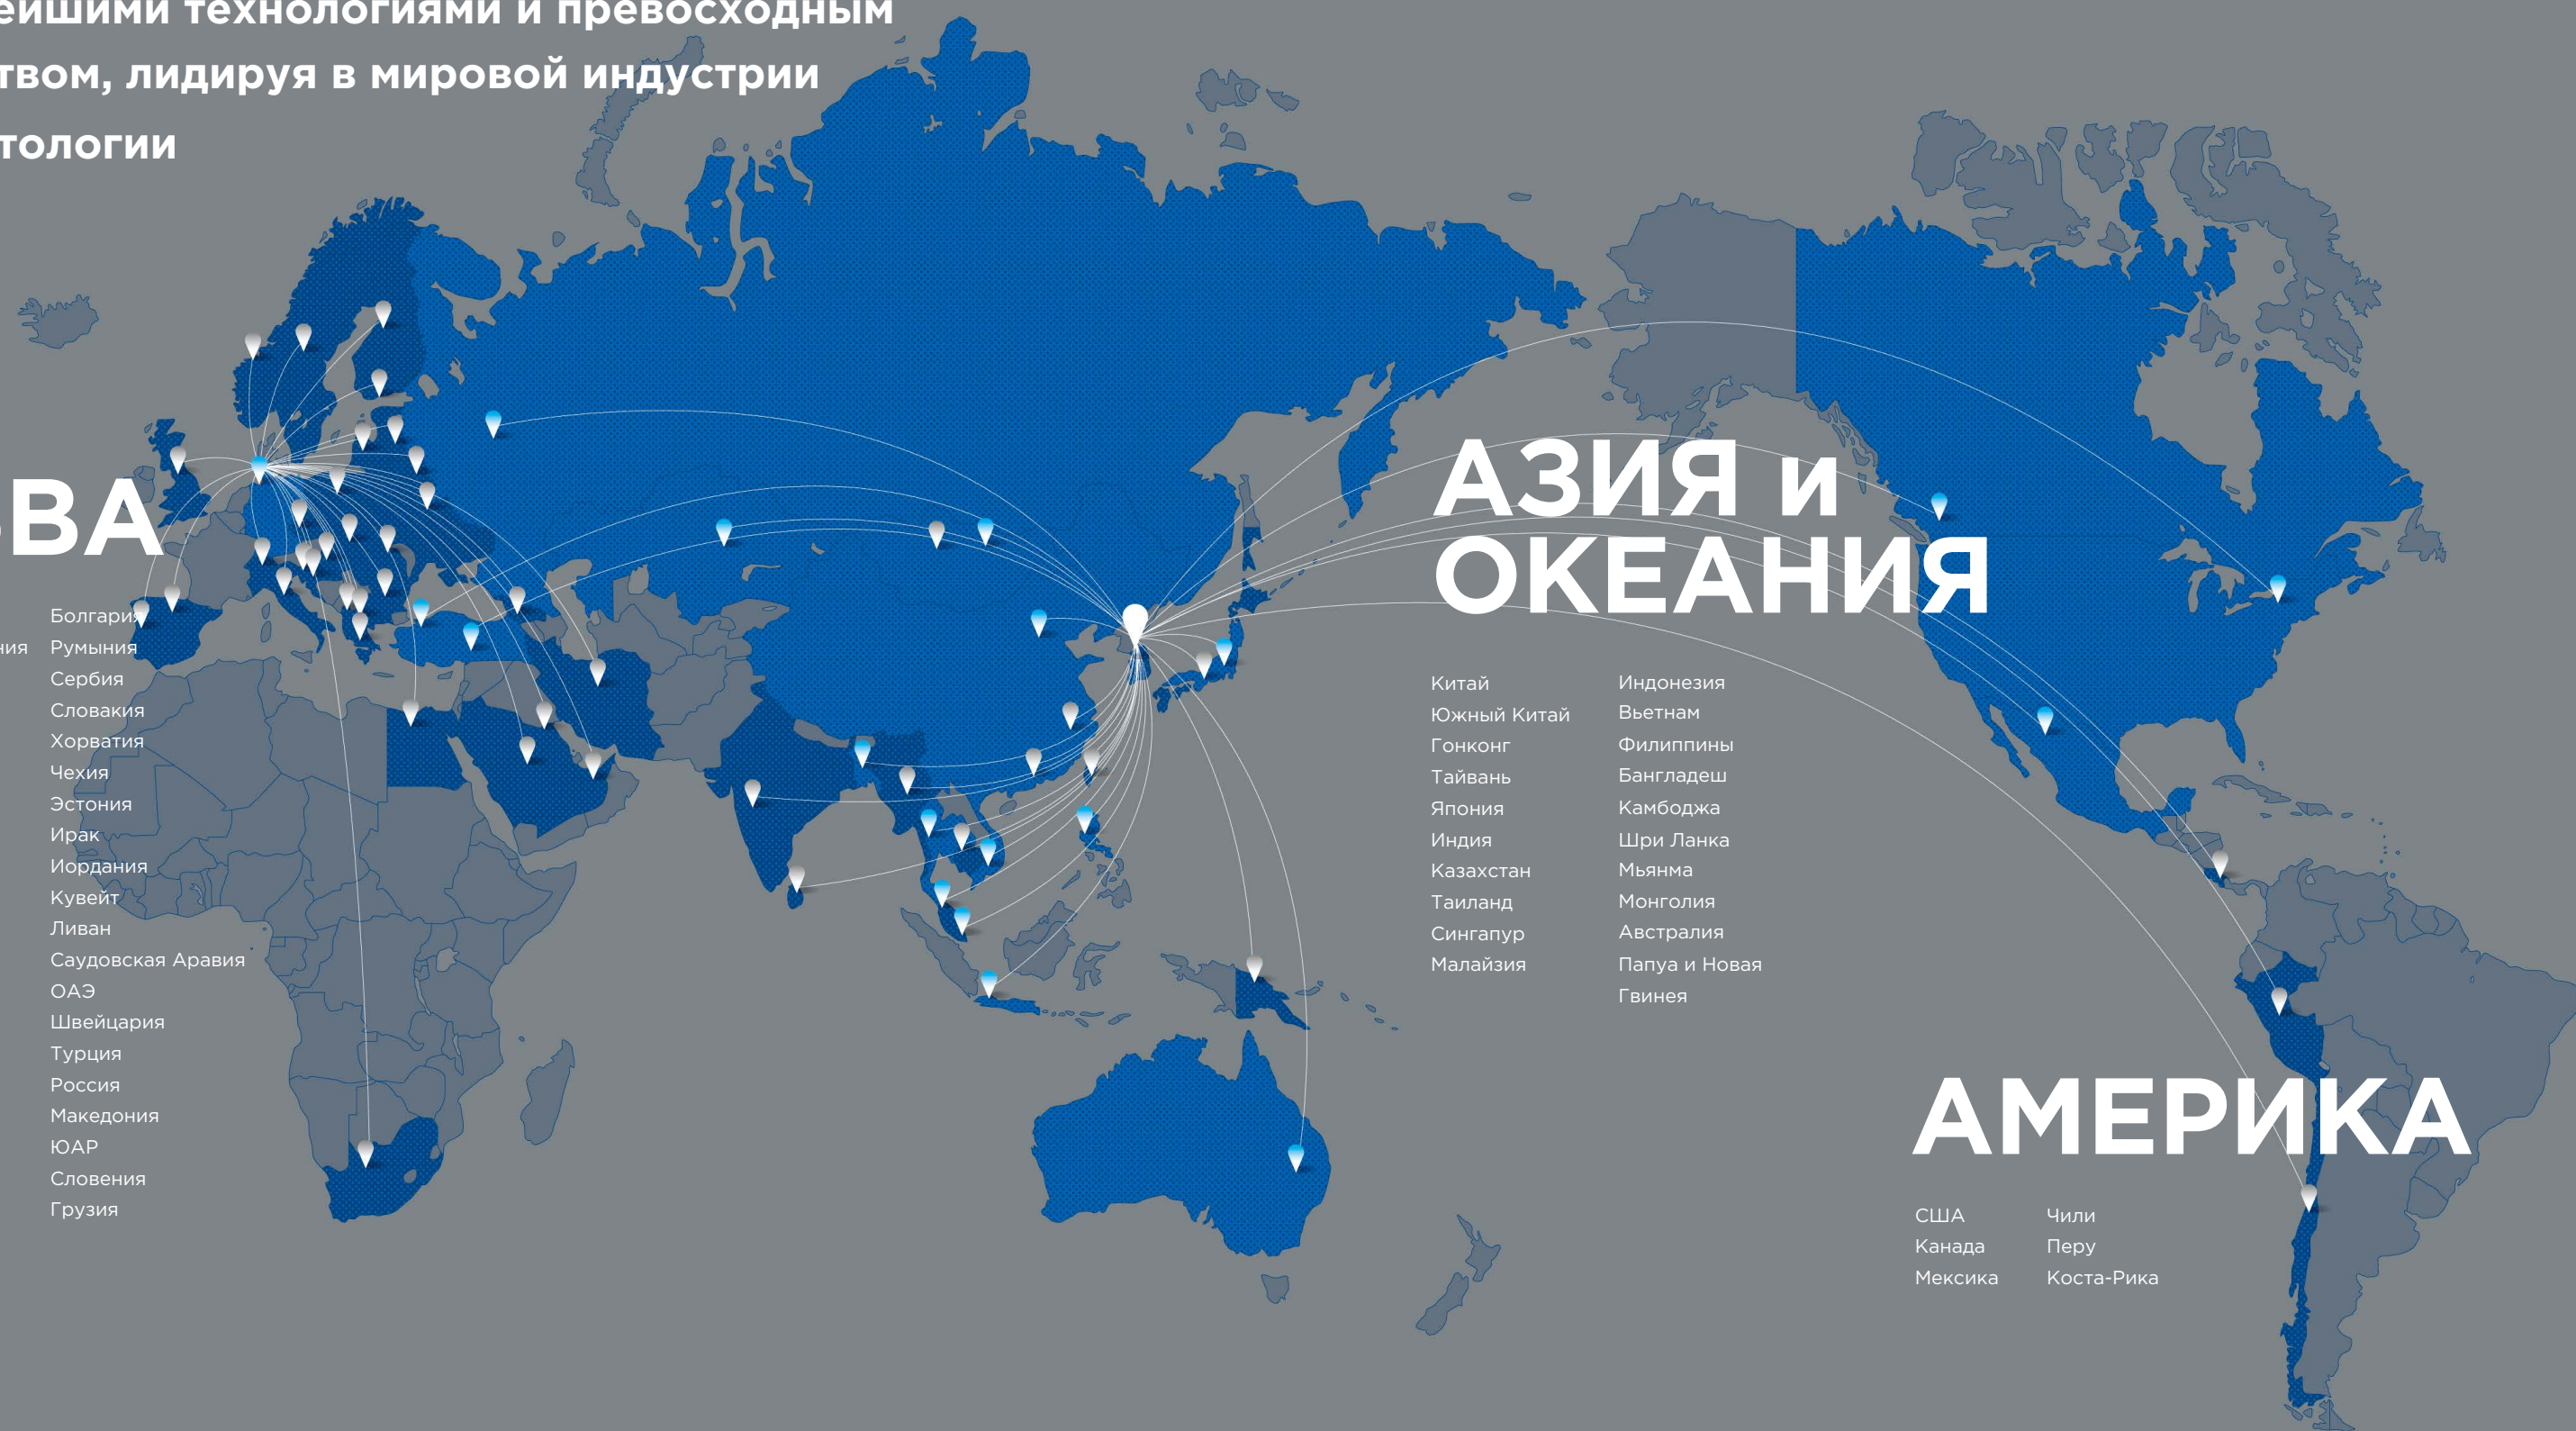 ейшими технологиями и превосходным
твом, лидируя в мировой индустрии
тологии
ВА
ния
Болгария
Румыния
Сербия
Словакия
Хорватия
Чехия
Эстония
Ирак
Иордания
Кувейт
Ливан
Саудовская Аравия
ОАЭ
Швейцария
Турция
Россия
Македония
ЮАР
Словения
Грузия
АЗИЯ и
ОКЕАНИЯ
Китай
Южный Китай
Гонконг
Тайвань
Япония
Индия
Казахстан
Таиланд
Сингапур
Малайзия
Индонезия
Вьетнам
Филиппины
Бангладеш
Камбоджа
Шри Ланка
Мьянма
Монголия
Австралия
Папуа и Новая
Гвинея
АМЕРИКА
США
Канада
Мексика
Чили
Перу
Коста-Рика